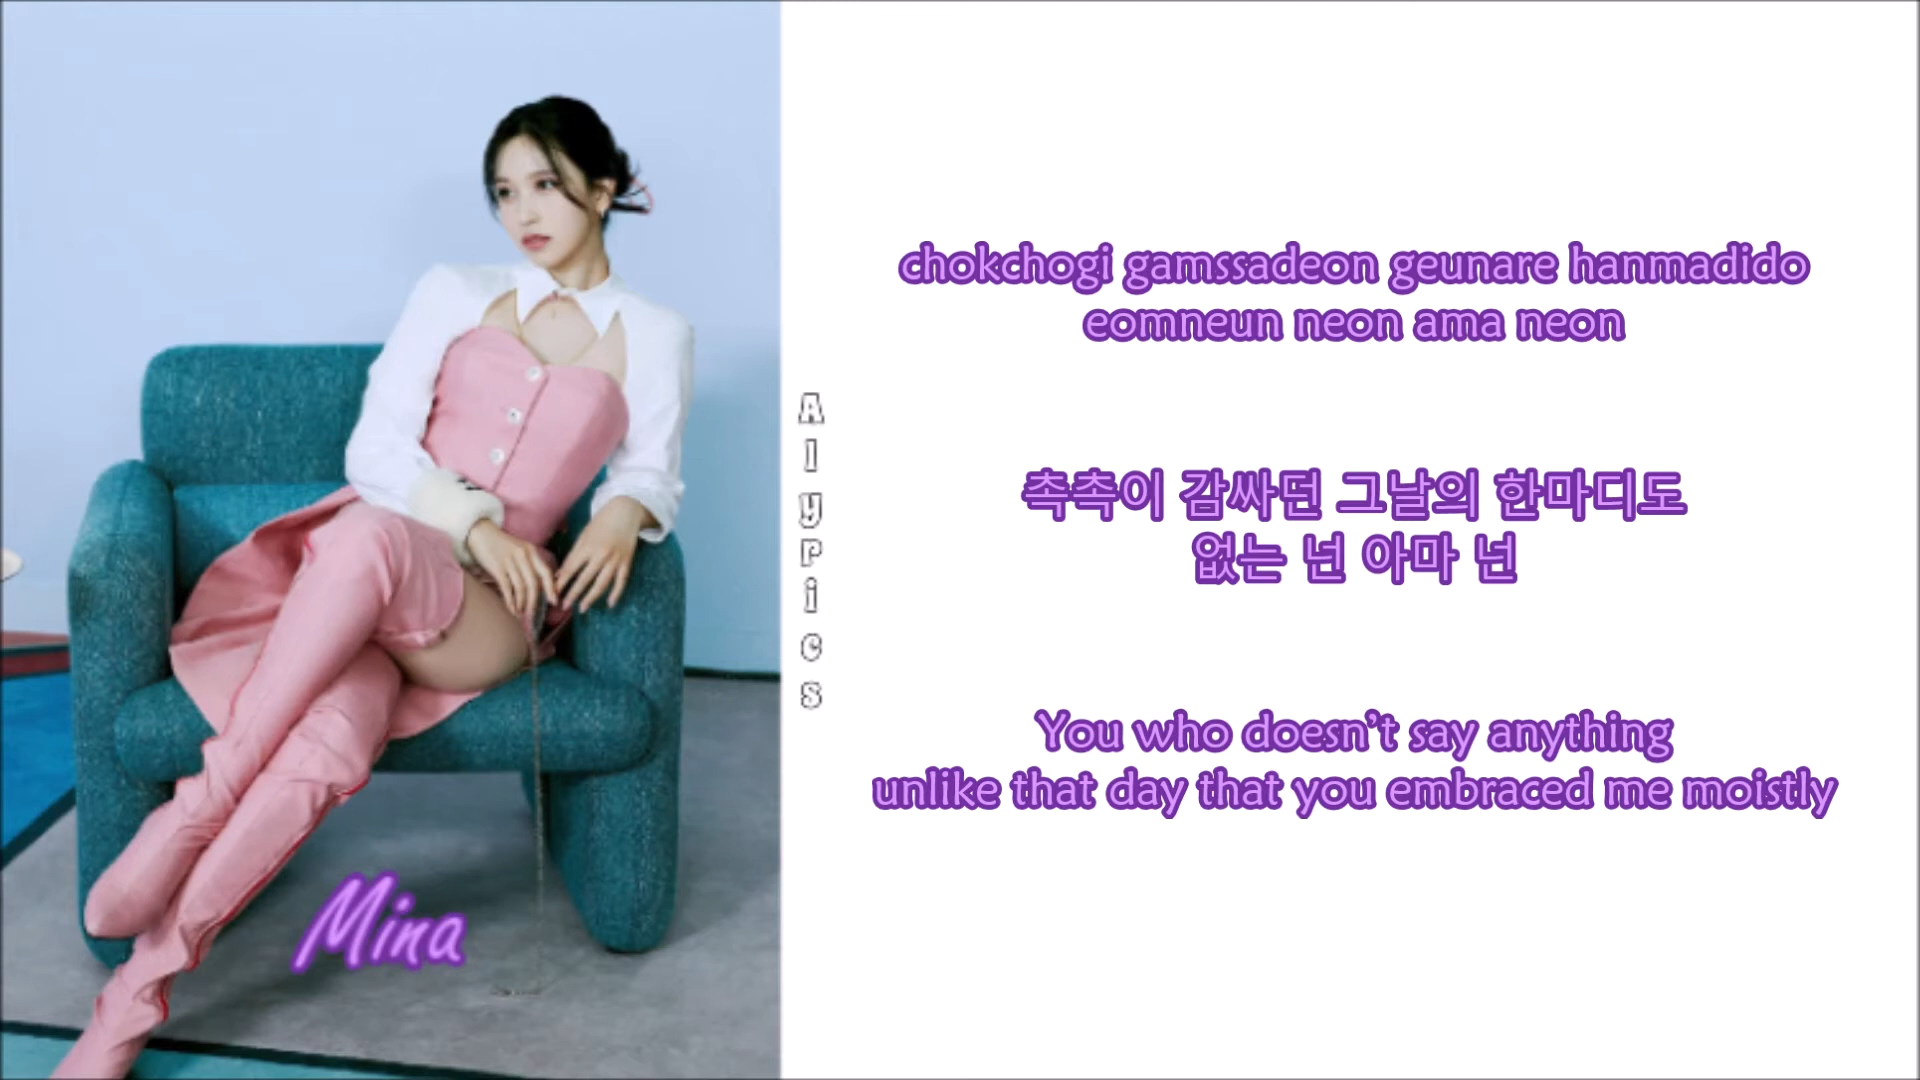 chokchogi gamssadeon geunare hanmadido
eomneun neon ama neon
촉촉이 감싸던 그날의 한마디도
없는 넌 아마 넌
You who doesn't say anything
unlike that day that you embraced me moistly
Alypics
Mina